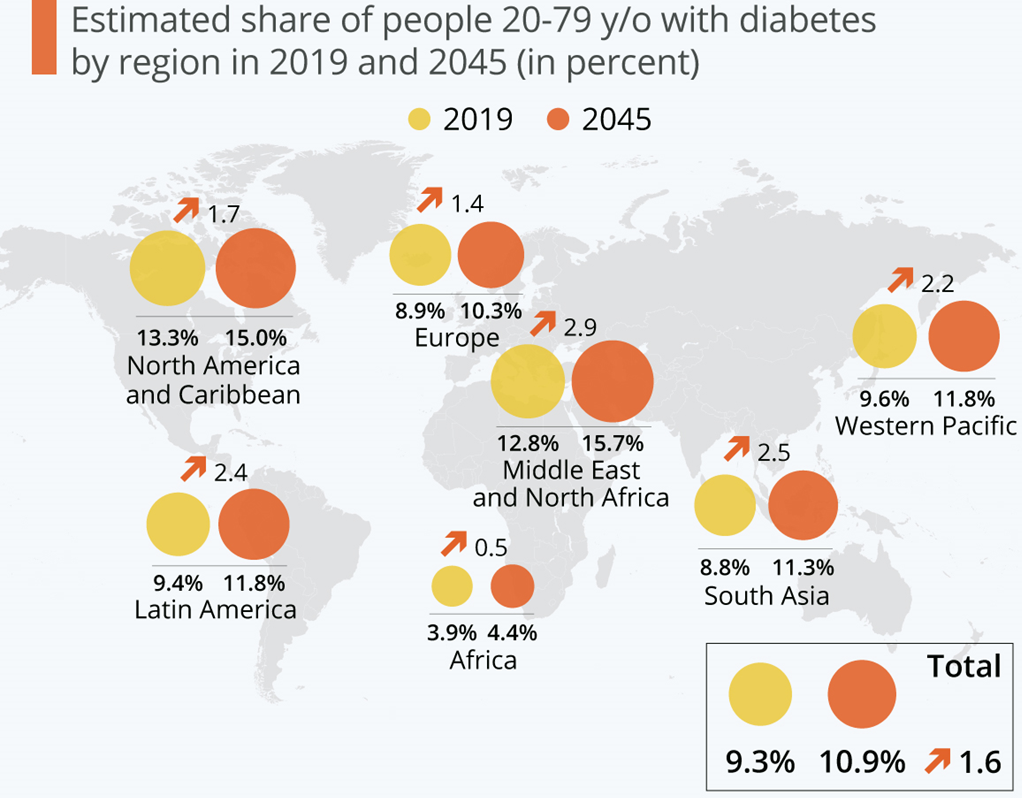 Estimated share of people 20-79 y/o with diabetes
by region in 2019 and 2045 (in percent)
2019 2045
1.7
13.3% 15.0%
North America
and Caribbean
1.4
8.9% 10.3%
Europe
2.9
12.8% 15.7%
Middle East
and North Africa
2.2
9.6% 11.8%
Western Pacific
2.4
9.4% 11.8%
Latin America
0.5
3.9% 4.4%
Africa
2.5
8.8% 11.3%
South Asia
Total
9.3% 10.9% 1.6